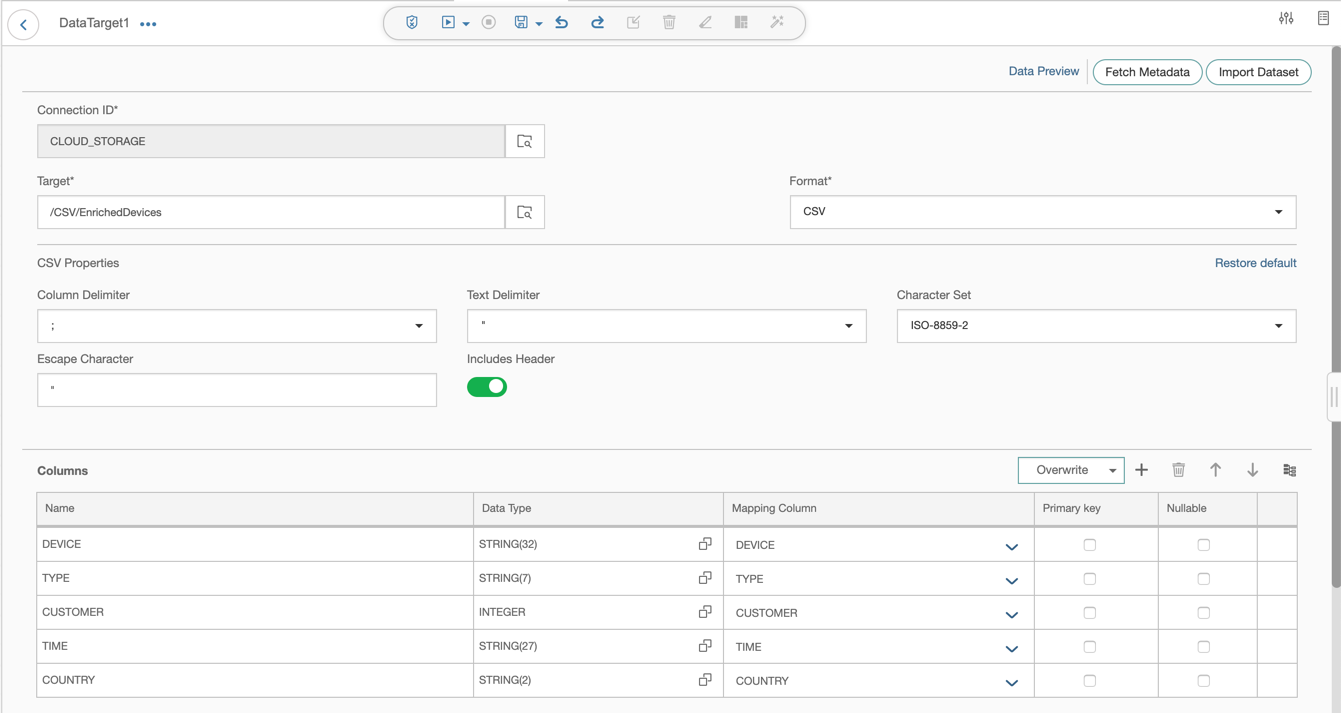 DataTarget1
Data Preview Fetch Metadata Import Dataset
Connection ID*
CLOUD_STORAGE
Target* Format*
/CSV/EnrichedDevices CSV
CSV Properties Restore default
Column Delimiter Text Delimiter Character Set
; " ISO-8859-2
Escape Character Includes Header
"
Columns Overwrite
Name Data Type Mapping Column Primary key Nullable
DEVICE STRING(32) DEVICE
TYPE STRING(7) TYPE
CUSTOMER INTEGER CUSTOMER
TIME STRING(27) TIME
COUNTRY STRING(2) COUNTRY